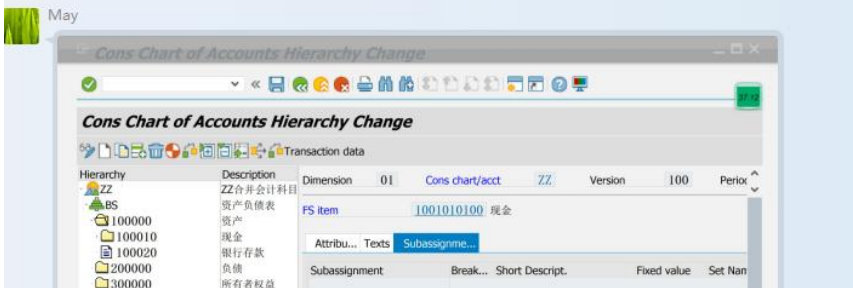 May
Cons Chart of Accounts Hierarchy Change
37:12
Cons Chart of Accounts Hierarchy Change
Transaction data
Hierarchy Description
ZZ ZZ合并会计科目
BS 资产负债表
100000 资产
100010 现金
100020 银行存款
200000 负债
300000 所有者权益
Dimension 01 Cons chart/acct ZZ Version 100 Period
FS item 1001010100 现金
Attribu... Texts Subassignme...
Subassignment Break... Short Descript. Fixed value Set Nam